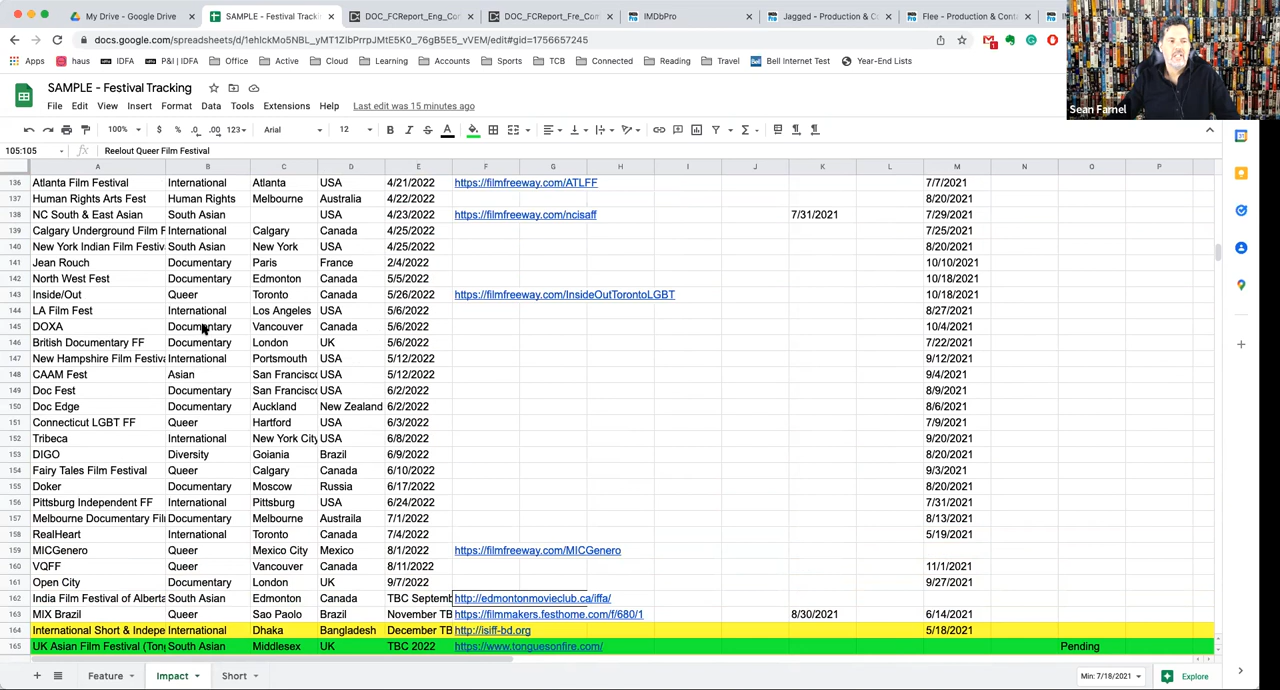 My Drive - Google Drive
SAMPLE - Festival Tracki
DOC_FCReport_Eng_Co
DOC_FCReport_Fre_Com
IMDbPro
Jagged - Production & C
Flee - Production & Conta
docs.google.com/spreadsheets/d/1ehlckMo5NBL_yMT1ZIbPrrpJMtE5K0_76gB5E5_vVEM/edit#gid=1756657245
Apps haus IDFA P&I | IDFA Office Active Cloud Learning Accounts Sports TCB Connected Reading Travel Bell Internet Test Year-End Lists
SAMPLE - Festival Tracking
File Edit View Insert Format Data Tools Extensions Help Last edit was 15 minutes ago
100% $ % .0 .00 123 Arial 12 B I S A
Sean Farnel
105:105 fx Reelout Queer Film Festival
A B C D E F G H I J K L M N O P
136 Atlanta Film Festival International Atlanta USA 4/21/2022 https://filmfreeway.com/ATLFF 7/7/2021
137 Human Rights Arts Fest Human Rights Melbourne Australia 4/22/2022 8/20/2021
138 NC South & East Asian South Asian USA 4/23/2022 https://filmfreeway.com/ncisaff 7/31/2021 7/29/2021
139 Calgary Underground Film F International Calgary Canada 4/25/2022 7/25/2021
140 New York Indian Film Festiv South Asian New York USA 4/25/2022 8/20/2021
141 Jean Rouch Documentary Paris France 2/4/2022 10/10/2021
142 North West Fest Documentary Edmonton Canada 5/5/2022 10/18/2021
143 Inside/Out Queer Toronto Canada 5/26/2022 https://filmfreeway.com/InsideOutTorontoLGBT 10/18/2021
144 LA Film Fest International Los Angeles USA 5/6/2022 8/27/2021
145 DOXA Documentary Vancouver Canada 5/6/2022 10/4/2021
146 British Documentary FF Documentary London UK 5/6/2022 7/22/2021
147 New Hampshire Film Festiva International Portsmouth USA 5/12/2022 9/12/2021
148 CAAM Fest Asian San Francisco USA 5/12/2022 9/4/2021
149 Doc Fest Documentary San Francisco USA 6/2/2022 8/9/2021
150 Doc Edge Documentary Auckland New Zealand 6/2/2022 8/6/2021
151 Connecticut LGBT FF Queer Hartford USA 6/3/2022 7/9/2021
152 Tribeca International New York City USA 6/8/2022 9/20/2021
153 DIGO Diversity Goiania Brazil 6/9/2022 8/20/2021
154 Fairy Tales Film Festival Queer Calgary Canada 6/10/2022 9/3/2021
155 Doker Documentary Moscow Russia 6/17/2022 8/20/2021
156 Pittsburg Independent FF International Pittsburg USA 6/24/2022 7/31/2021
157 Melbourne Documentary Fil Documentary Melbourne Austraila 7/1/2022 8/13/2021
158 RealHeart International Toronto Canada 7/4/2022 5/19/2021
159 MICGenero Queer Mexico City Mexico 8/1/2022 https://filmfreeway.com/MICGenero
160 VQFF Queer Vancouver Canada 8/11/2022 11/1/2021
161 Open City Documentary London UK 9/7/2022 9/27/2021
162 India Film Festival of Alberta South Asian Edmonton Canada TBC Septemb http://edmontonmovieclub.ca/iffa/
163 MIX Brazil Queer Sao Paolo Brazil November TB https://filmmakers.festhome.com/f/680/1 8/30/2021 6/14/2021
164 International Short & Indepe International Dhaka Bangladesh December TB http://isiff-bd.org 5/18/2021
165 UK Asian Film Festival (Tong South Asian Middlesex UK TBC 2022 https://www.tonguesonfire.com/ Pending
Feature Impact Short Min: 7/18/2021 Explore